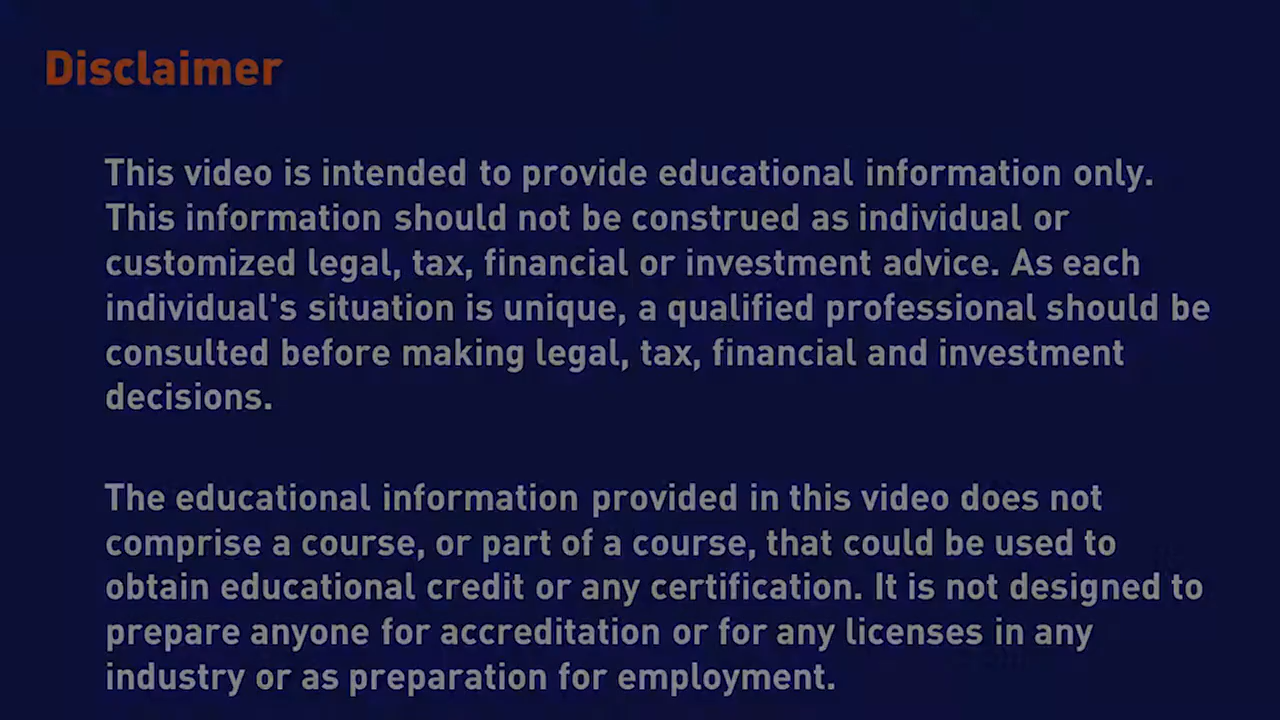 Disclaimer
This video is intended to provide educational information only.
This information should not be construed as individual or
customized legal, tax, financial or investment advice. As each
individual's situation is unique, a qualified professional should be
consulted before making legal, tax, financial and investment
decisions.
The educational information provided in this video does not
comprise a course, or part of a course, that could be used to
obtain educational credit or any certification. It is not designed to
prepare anyone for accreditation or for any licenses in any
industry or as preparation for employment.